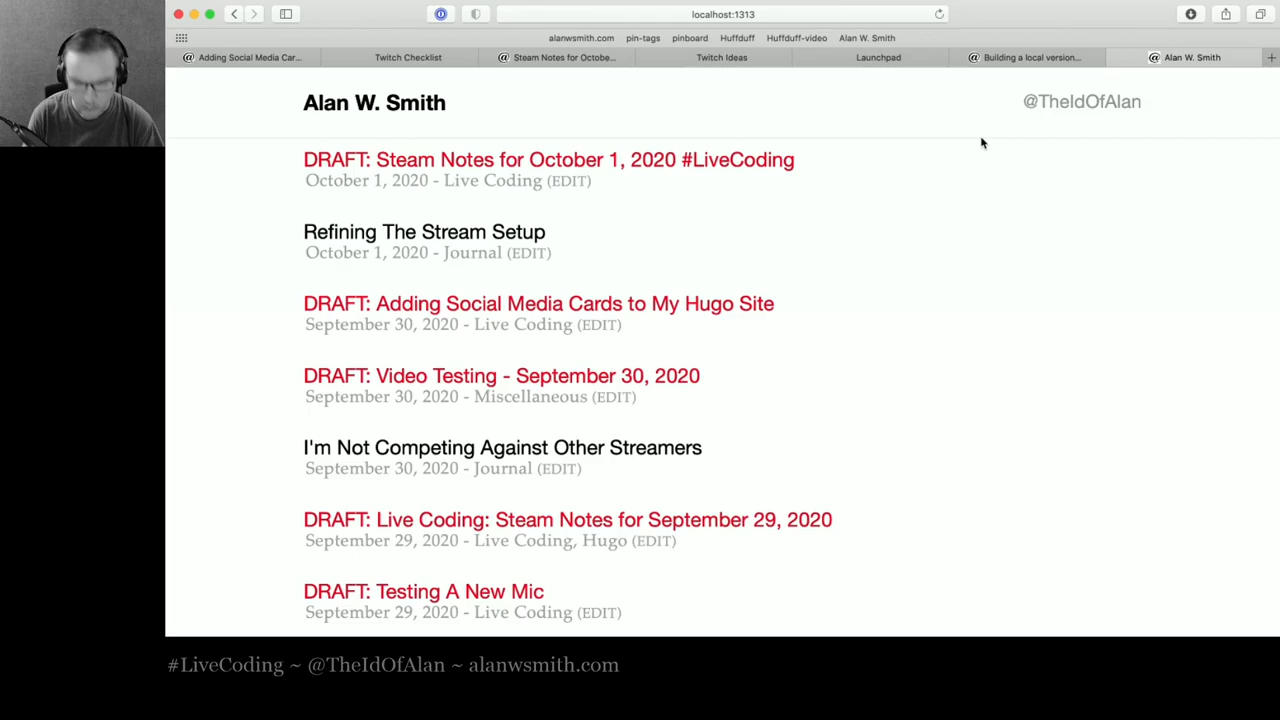 localhost:1313
alanwsmith.com pin-tags pinboard Huffduff Huffduff-video Alan W. Smith
Adding Social Media Car... Twitch Checklist Steam Notes for Octobe... Twitch Ideas Launchpad Building a local version... Alan W. Smith
Alan W. Smith
@TheIdOfAlan
DRAFT: Steam Notes for October 1, 2020 #LiveCoding
October 1, 2020 - Live Coding (EDIT)
Refining The Stream Setup
October 1, 2020 - Journal (EDIT)
DRAFT: Adding Social Media Cards to My Hugo Site
September 30, 2020 - Live Coding (EDIT)
DRAFT: Video Testing - September 30, 2020
September 30, 2020 - Miscellaneous (EDIT)
I'm Not Competing Against Other Streamers
September 30, 2020 - Journal (EDIT)
DRAFT: Live Coding: Steam Notes for September 29, 2020
September 29, 2020 - Live Coding, Hugo (EDIT)
DRAFT: Testing A New Mic
September 29, 2020 - Live Coding (EDIT)
#LiveCoding ~ @TheIdOfAlan ~ alanwsmith.com